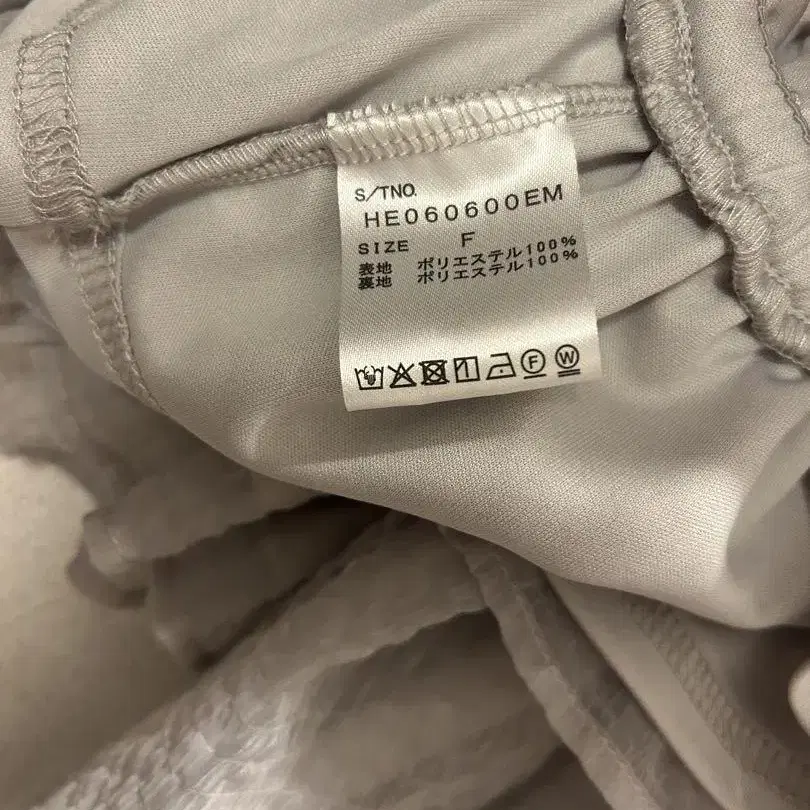 S/TNO.
HE060600EM
SIZE F
表地 ポリエステル100%
裏地 ポリエステル100%
F W